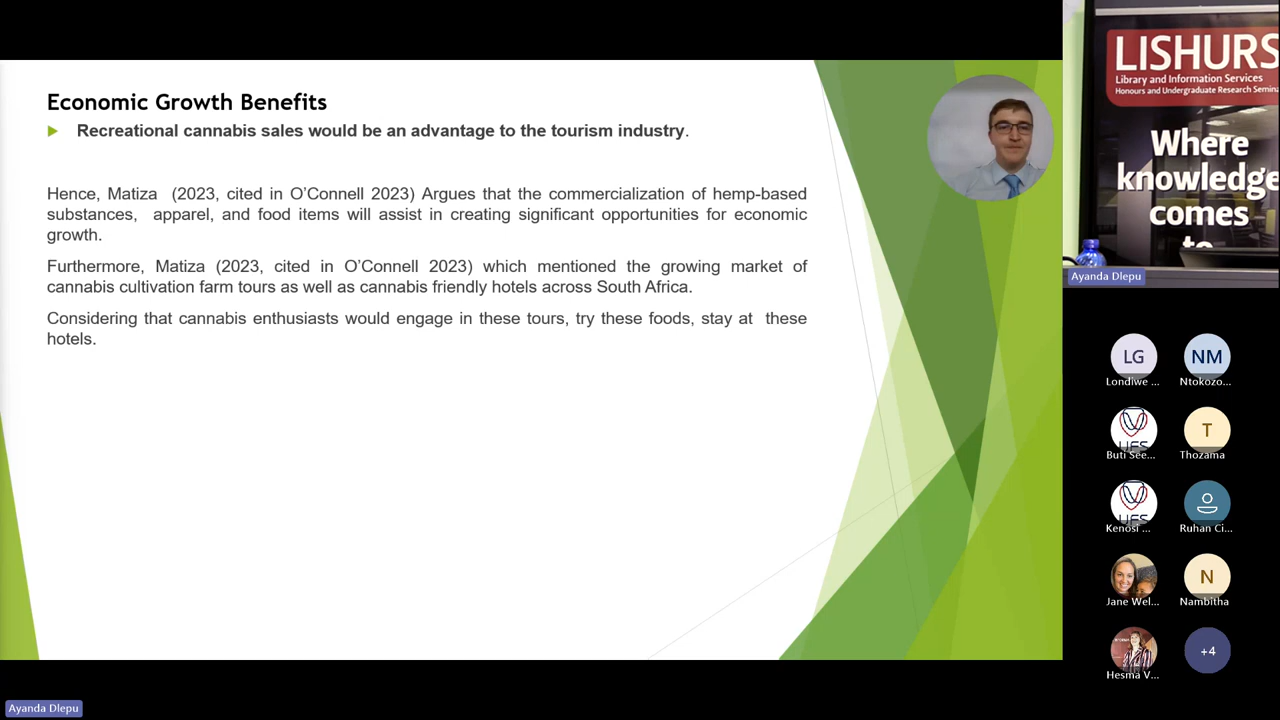 Economic Growth Benefits
Recreational cannabis sales would be an advantage to the tourism industry.
Hence, Matiza (2023, cited in O’Connell 2023) Argues that the commercialization of hemp-based
substances, apparel, and food items will assist in creating significant opportunities for economic
growth.
Furthermore, Matiza (2023, cited in O’Connell 2023) which mentioned the growing market of
cannabis cultivation farm tours as well as cannabis friendly hotels across South Africa.
Considering that cannabis enthusiasts would engage in these tours, try these foods, stay at these
hotels.
LISHURS
Library and Information Services
Honours and Undergraduate Research Semina
Where
knowledge
comes
to
Ayanda Dlepu
LG
Londiwe ...
NM
Ntokozo...
UFS
Buti See...
T
Thozama
UFS
Kenosi ...
Ruhan Ci...
Jane Wel...
N
Nambitha
Hesma V...
+4
Ayanda Dlepu